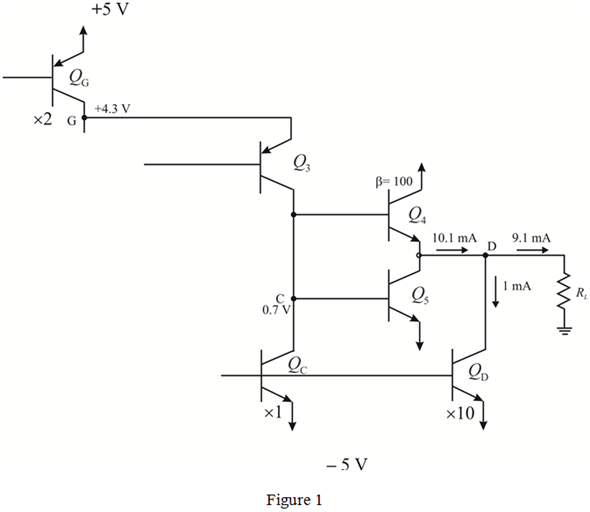 +5 V
Q_G
×2 G +4.3 V
Q_3
β= 100
Q_4
10.1 mA D 9.1 mA
C
0.7 V
Q_5
1 mA
R_L
Q_C
Q_D
×1
×10
– 5 V
Figure 1